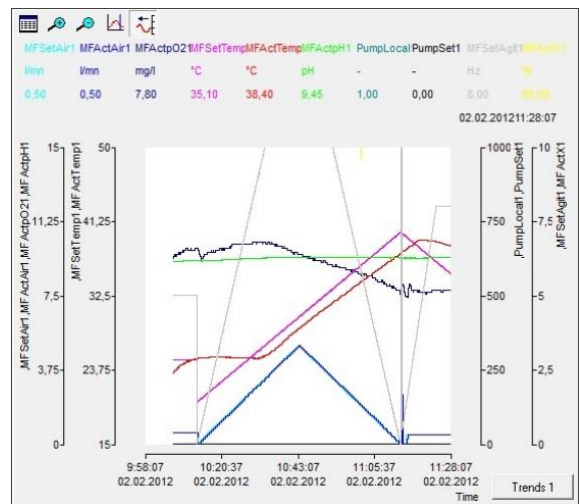 MFSetAir1 MFActAir1 MFActpO21 MFSetTemp MFActTemp MFActpH1 PumpLocal PumpSet1 MFSetAgit1 MFActX1
l/mn l/mn mg/l °C °C pH - - Hz %
0,50 0,50 7,80 35,10 38,40 9,45 1,00 0,00 8,00
02.02.201211:28:07
15 50 1000 10
11,25 41,25 750 7,5
7,5 32,5 500 5
3,75 23,75 250 2,5
0 15 0 0
,MFSetAir1 ,MFActAir1 ,MFActpO21 ,MFActpH1
,MFSetTemp1 ,MFActTemp1
,PumpLocal1 ,PumpSet1
,MFSetAgit1 ,MFActX1
9:58:07 10:20:37 10:43:07 11:05:37 11:28:07
02.02.2012 02.02.2012 02.02.2012 02.02.2012 02.02.2012
Time
Trends 1